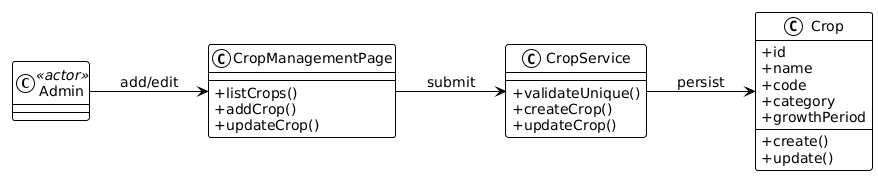 C
«actor»
Admin
add/edit
C CropManagementPage
+listCrops()
+addCrop()
+updateCrop()
submit
C CropService
+validateUnique()
+createCrop()
+updateCrop()
persist
C Crop
+id
+name
+code
+category
+growthPeriod
+create()
+update()